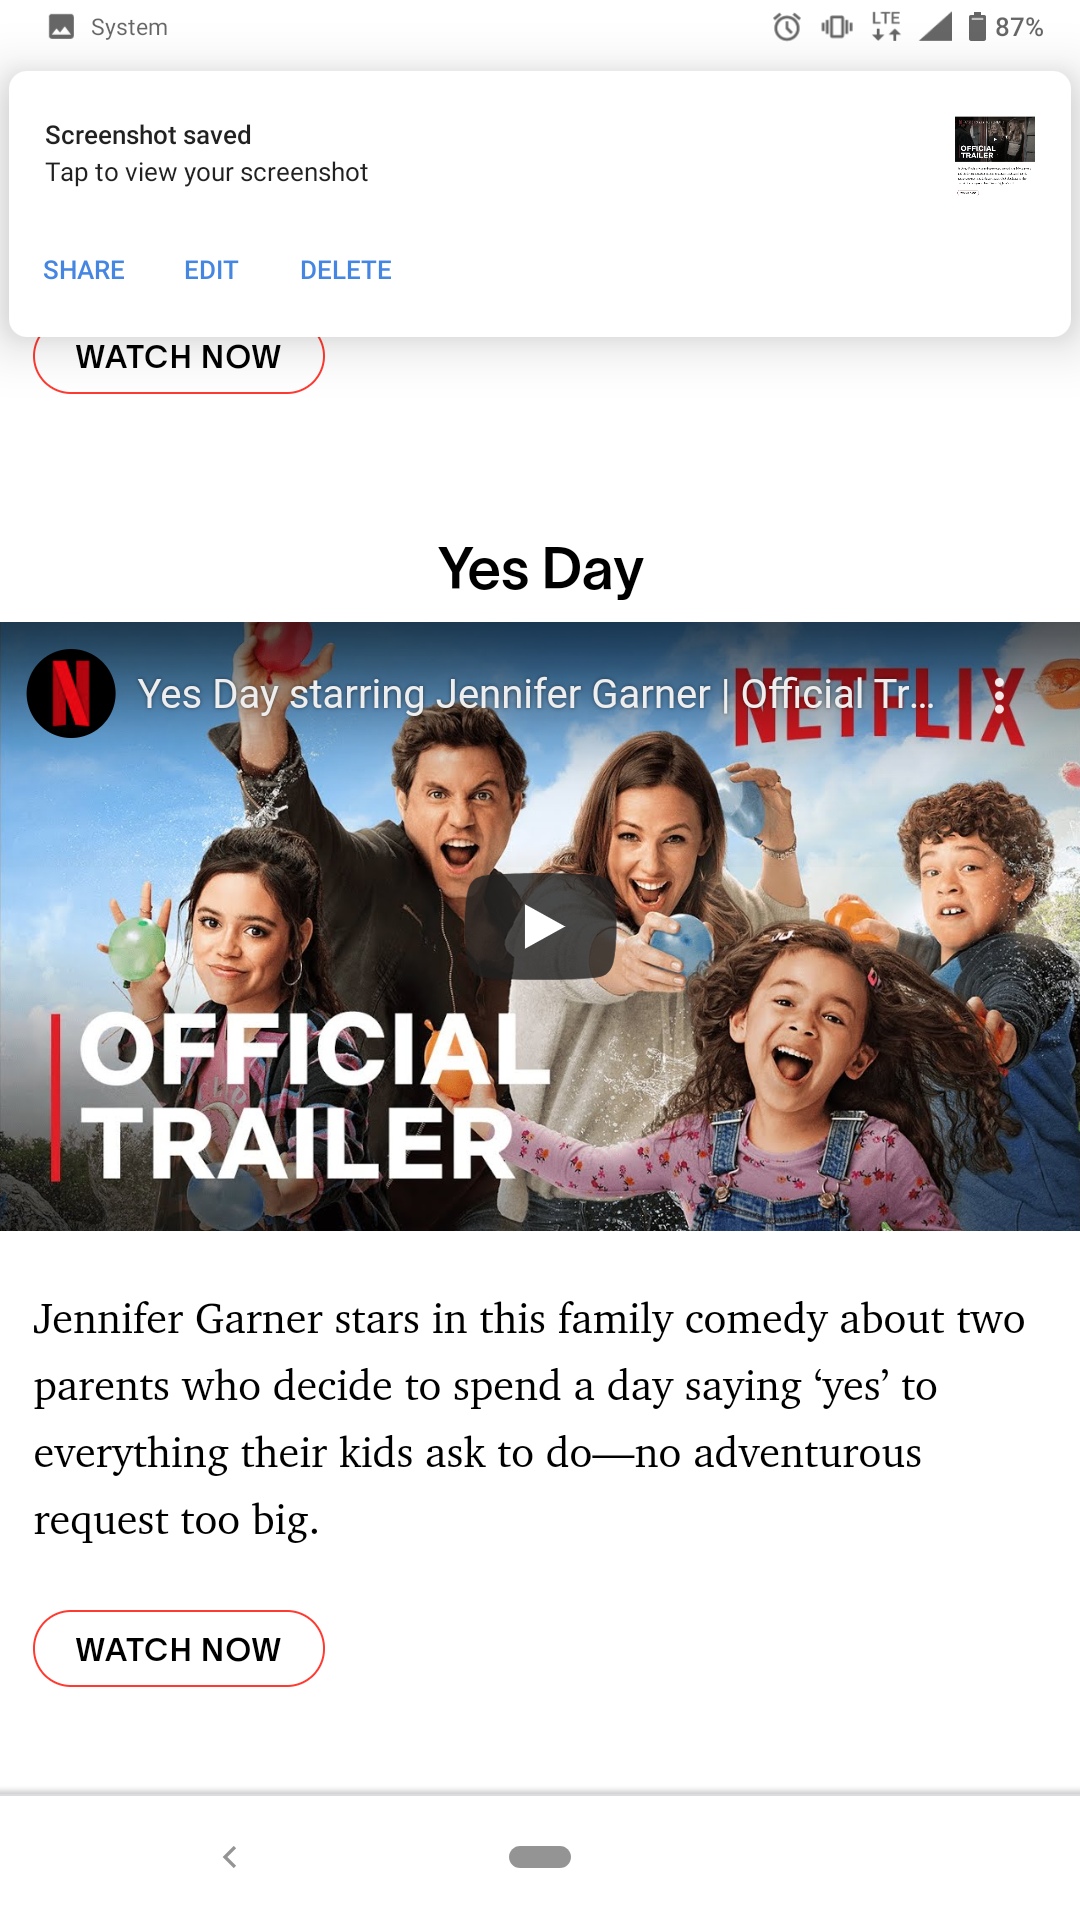 System
LTE
87%
Screenshot saved
Tap to view your screenshot
OFFICIAL
TRAILER
SHARE EDIT DELETE
WATCH NOW
Yes Day
N
Yes Day starring Jennifer Garner | Official Tr...
NETFLIX
OFFICIAL
TRAILER
Jennifer Garner stars in this family comedy about two
parents who decide to spend a day saying ‘yes’ to
everything their kids ask to do—no adventurous
request too big.
WATCH NOW